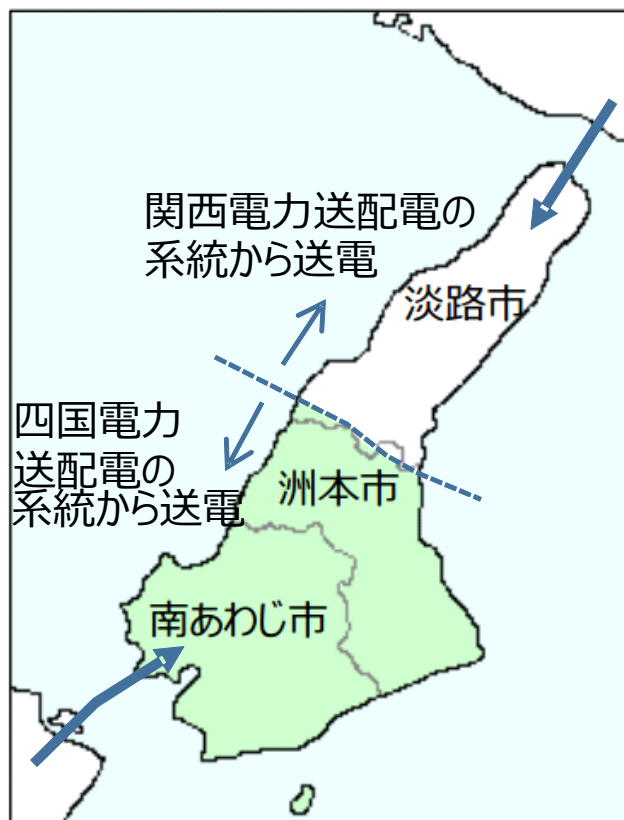 関西電力送配電の
系統から送電
淡路市
四国電力
送配電の
系統から送電
洲本市
南あわじ市